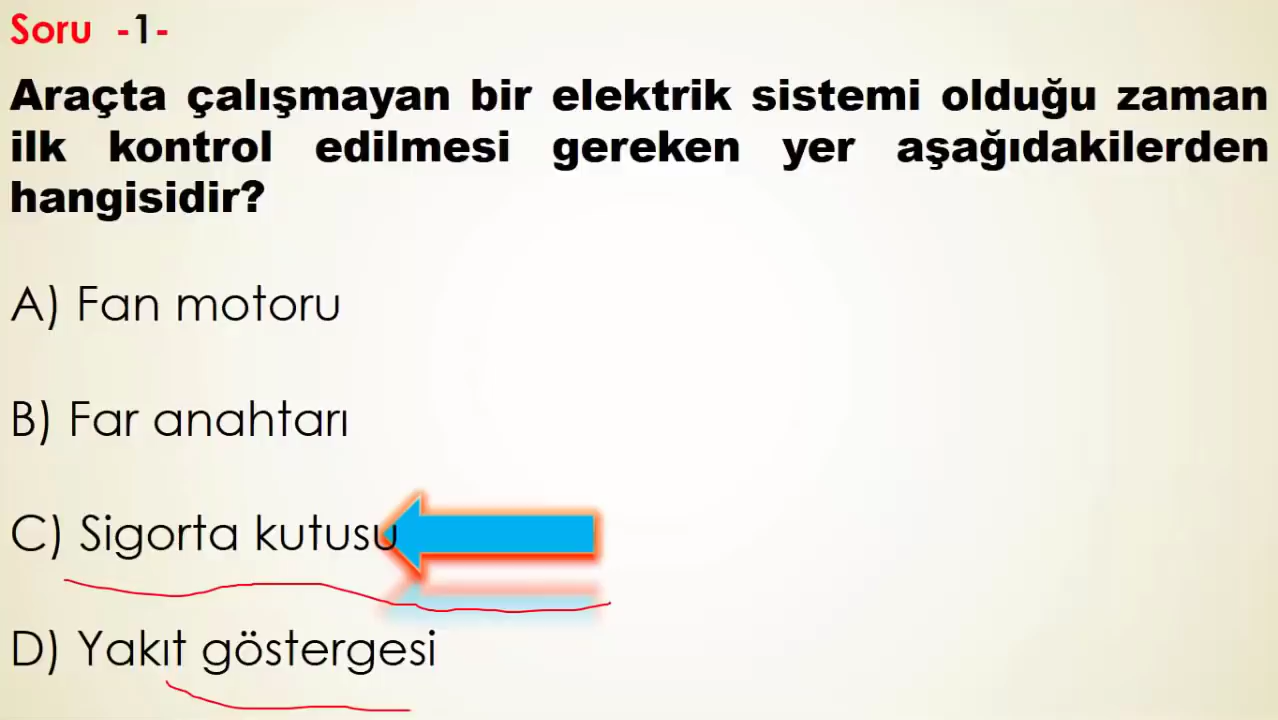 Soru -1-
Araçta çalışmayan bir elektrik sistemi olduğu zaman
ilk kontrol edilmesi gereken yer aşağıdakilerden
hangisidir?
A) Fan motoru
B) Far anahtarı
C) Sigorta kutusu
D) Yakıt göstergesi